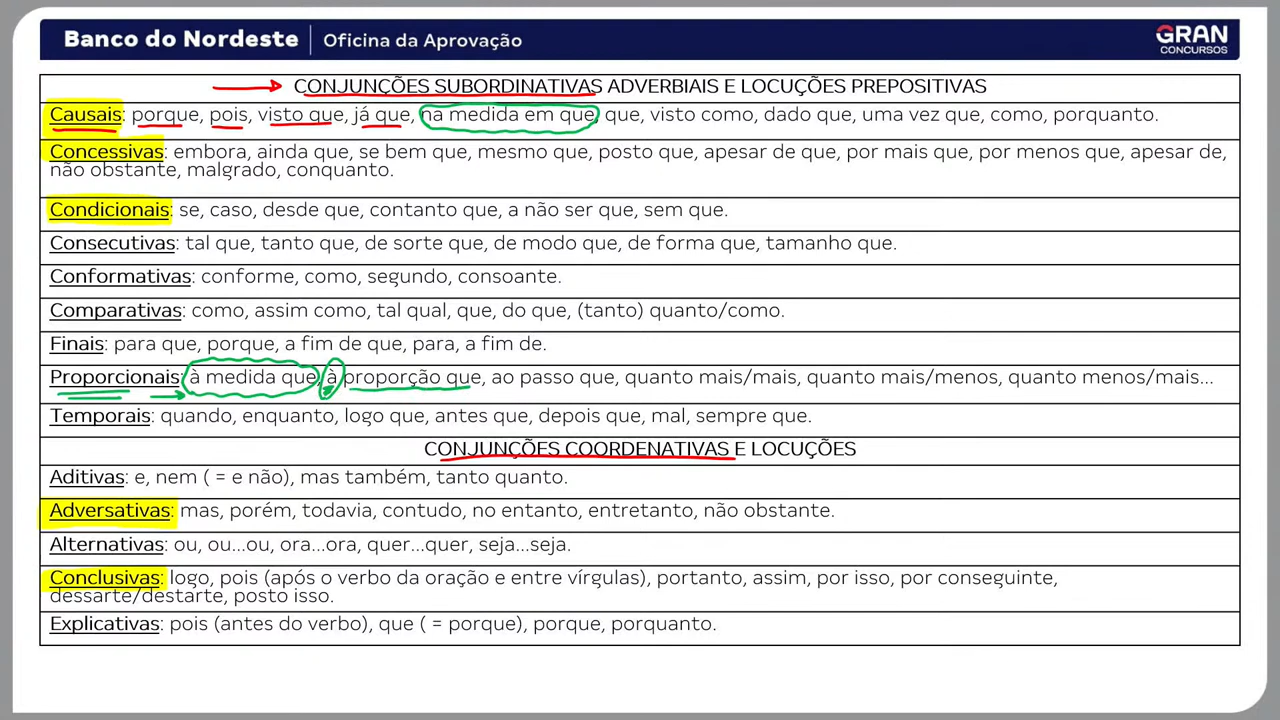 Banco do Nordeste | Oficina da Aprovação
GRAN
CONCURSOS
CONJUNÇÕES SUBORDINATIVAS ADVERBIAIS E LOCUÇÕES PREPOSITIVAS
Causais: porque, pois, visto que, já que, na medida em que, que, visto como, dado que, uma vez que, como, porquanto.
Concessivas: embora, ainda que, se bem que, mesmo que, posto que, apesar de que, por mais que, por menos que, apesar de,
não obstante, malgrado, conquanto.
Condicionais: se, caso, desde que, contanto que, a não ser que, sem que.
Consecutivas: tal que, tanto que, de sorte que, de modo que, de forma que, tamanho que.
Conformativas: conforme, como, segundo, consoante.
Comparativas: como, assim como, tal qual, que, do que, (tanto) quanto/como.
Finais: para que, porque, a fim de que, para, a fim de.
Proporcionais: à medida que, à proporção que, ao passo que, quanto mais/mais, quanto mais/menos, quanto menos/mais...
Temporais: quando, enquanto, logo que, antes que, depois que, mal, sempre que.
CONJUNÇÕES COORDENATIVAS E LOCUÇÕES
Aditivas: e, nem ( = e não), mas também, tanto quanto.
Adversativas: mas, porém, todavia, contudo, no entanto, entretanto, não obstante.
Alternativas: ou, ou...ou, ora...ora, quer...quer, seja...seja.
Conclusivas: logo, pois (após o verbo da oração e entre vírgulas), portanto, assim, por isso, por conseguinte,
dessarte/destarte, posto isso.
Explicativas: pois (antes do verbo), que ( = porque), porque, porquanto.